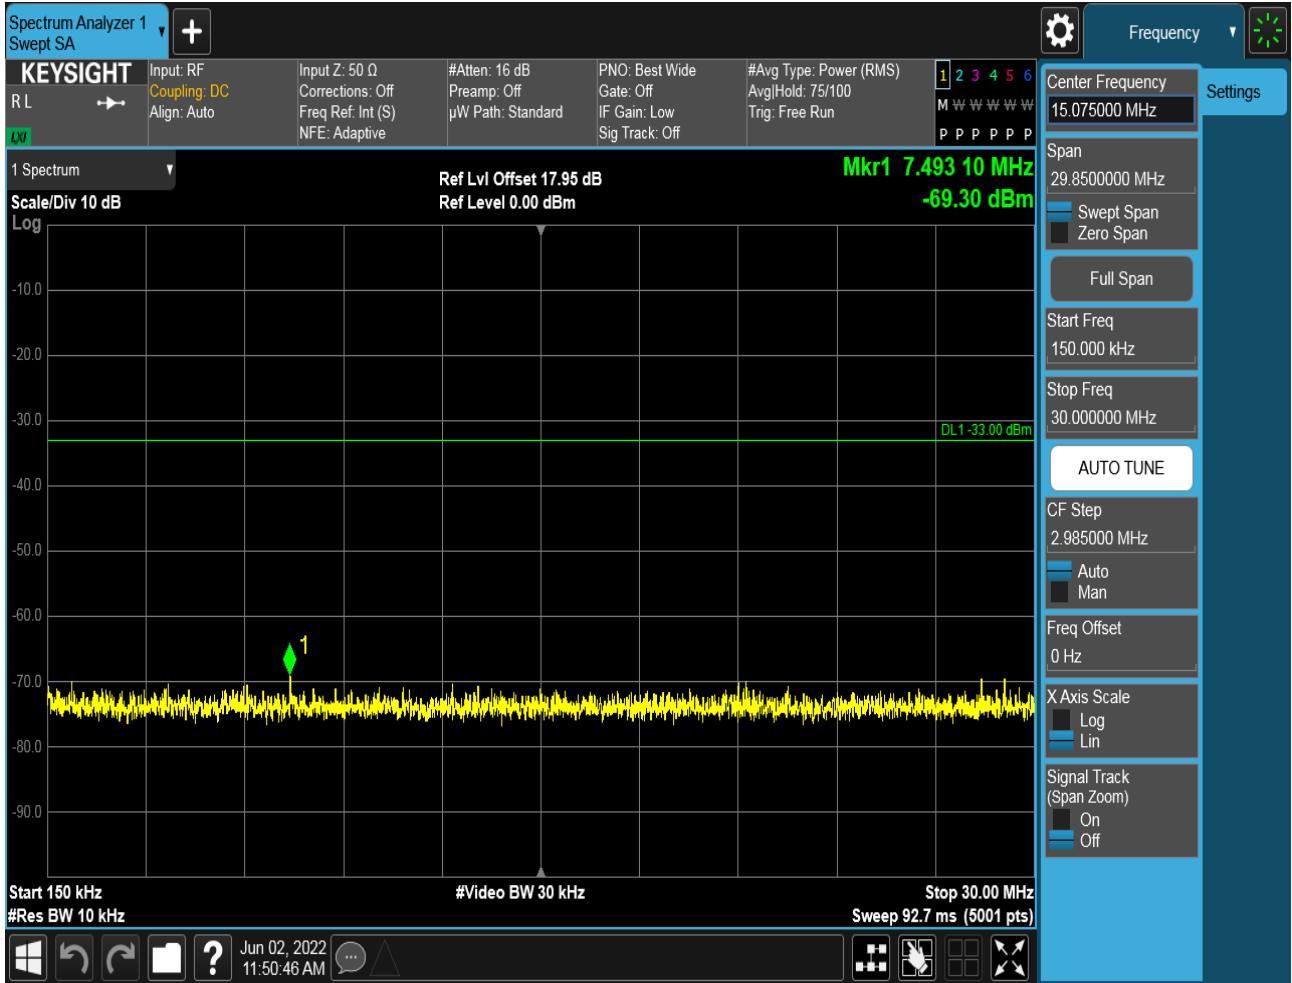 Spectrum Analyzer 1
Swept SA
Frequency
KEYSIGHT
R L
LXI
Input: RF
Coupling: DC
Align: Auto
Input Z: 50 Ω
Corrections: Off
Freq Ref: Int (S)
NFE: Adaptive
#Atten: 16 dB
Preamp: Off
µW Path: Standard
PNO: Best Wide
Gate: Off
IF Gain: Low
Sig Track: Off
#Avg Type: Power (RMS)
Avg|Hold: 75/100
Trig: Free Run
1 2 3 4 5 6
M W W W W W
P P P P P P
1 Spectrum
Scale/Div 10 dB
Log
Ref Lvl Offset 17.95 dB
Ref Level 0.00 dBm
Mkr1 7.493 10 MHz
-69.30 dBm
-10.0
-20.0
-30.0
DL1 -33.00 dBm
-40.0
-50.0
-60.0
1
-70.0
-80.0
-90.0
Start 150 kHz
#Res BW 10 kHz
#Video BW 30 kHz
Stop 30.00 MHz
Sweep 92.7 ms (5001 pts)
?
Jun 02, 2022
11:50:46 AM
Center Frequency
15.075000 MHz
Settings
Span
29.8500000 MHz
Swept Span
Zero Span
Full Span
Start Freq
150.000 kHz
Stop Freq
30.000000 MHz
AUTO TUNE
CF Step
2.985000 MHz
Auto
Man
Freq Offset
0 Hz
X Axis Scale
Log
Lin
Signal Track
(Span Zoom)
On
Off